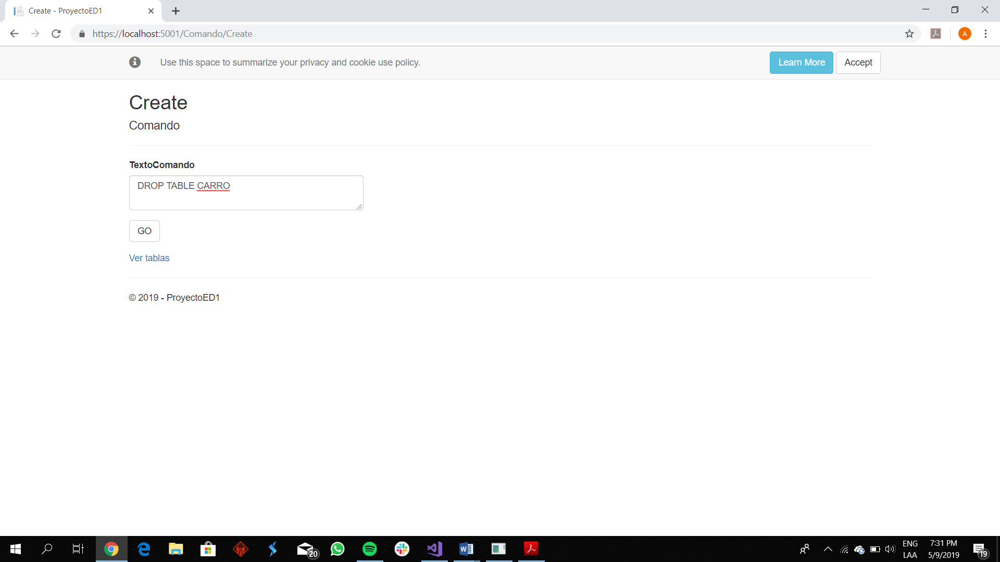 Create - ProyectoED1
https://localhost:5001/Comando/Create
A
Use this space to summarize your privacy and cookie use policy.
Learn More
Accept
Create
Comando
TextoComando
DROP TABLE CARRO
GO
Ver tablas
© 2019 - ProyectoED1
20
ENG
LAA
7:31 PM
5/9/2019
19